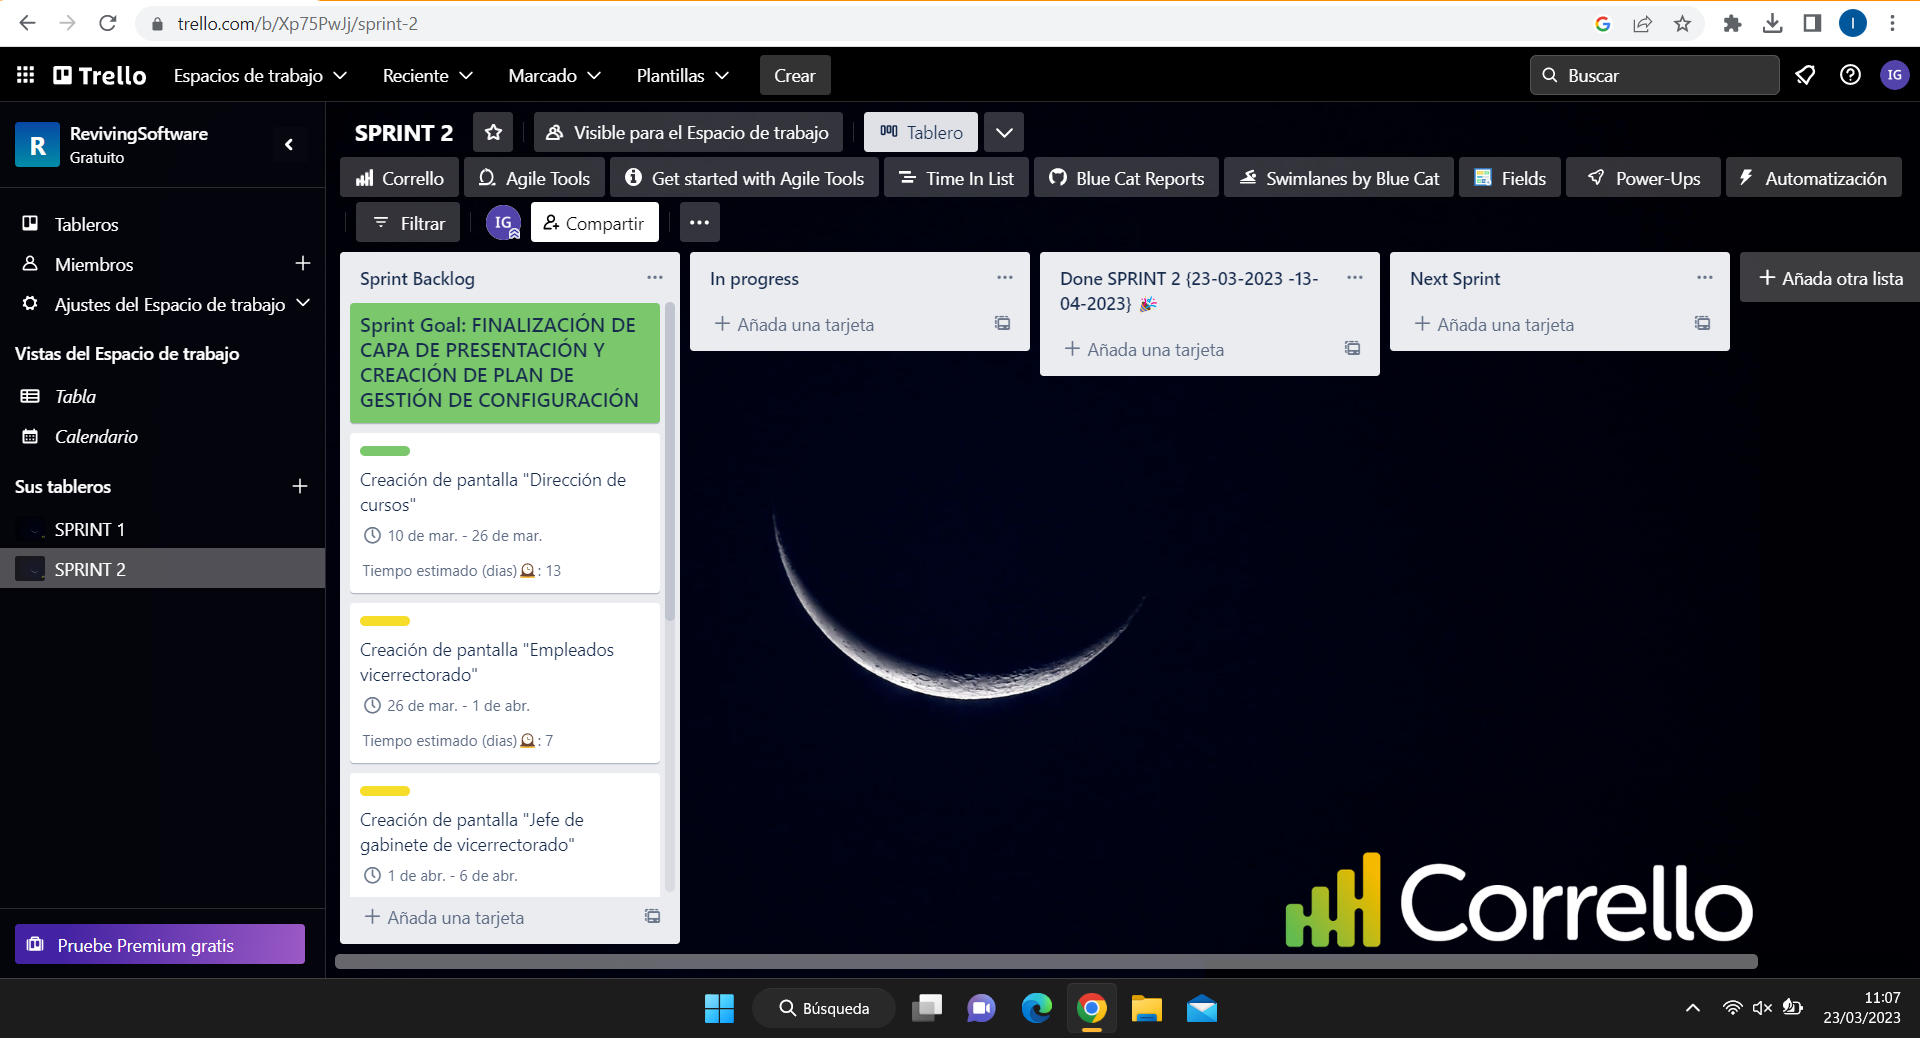 trello.com/b/Xp75PwJj/sprint-2
I
Trello
Espacios de trabajo
Reciente
Marcado
Plantillas
Crear
Buscar
IG
R
RevivingSoftware
Gratuito
SPRINT 2
Visible para el Espacio de trabajo
Tablero
Corrello
Agile Tools
Get started with Agile Tools
Time In List
Blue Cat Reports
Swimlanes by Blue Cat
Fields
Power-Ups
Automatización
Filtrar
IG
Compartir
Tableros
Miembros
Ajustes del Espacio de trabajo
Vistas del Espacio de trabajo
Tabla
Calendario
Sus tableros
SPRINT 1
SPRINT 2
Pruebe Premium gratis
Sprint Backlog
Sprint Goal: FINALIZACIÓN DE
CAPA DE PRESENTACIÓN Y
CREACIÓN DE PLAN DE
GESTIÓN DE CONFIGURACIÓN
Creación de pantalla "Dirección de
cursos"
10 de mar. - 26 de mar.
Tiempo estimado (dias)🕰: 13
Creación de pantalla "Empleados
vicerrectorado"
26 de mar. - 1 de abr.
Tiempo estimado (dias)🕰: 7
Creación de pantalla "Jefe de
gabinete de vicerrectorado"
1 de abr. - 6 de abr.
Añada una tarjeta
In progress
Añada una tarjeta
Done SPRINT 2 {23-03-2023 -13-
04-2023} 🎉
Añada una tarjeta
Next Sprint
Añada una tarjeta
Añada otra lista
Corrello
Búsqueda
11:07
23/03/2023